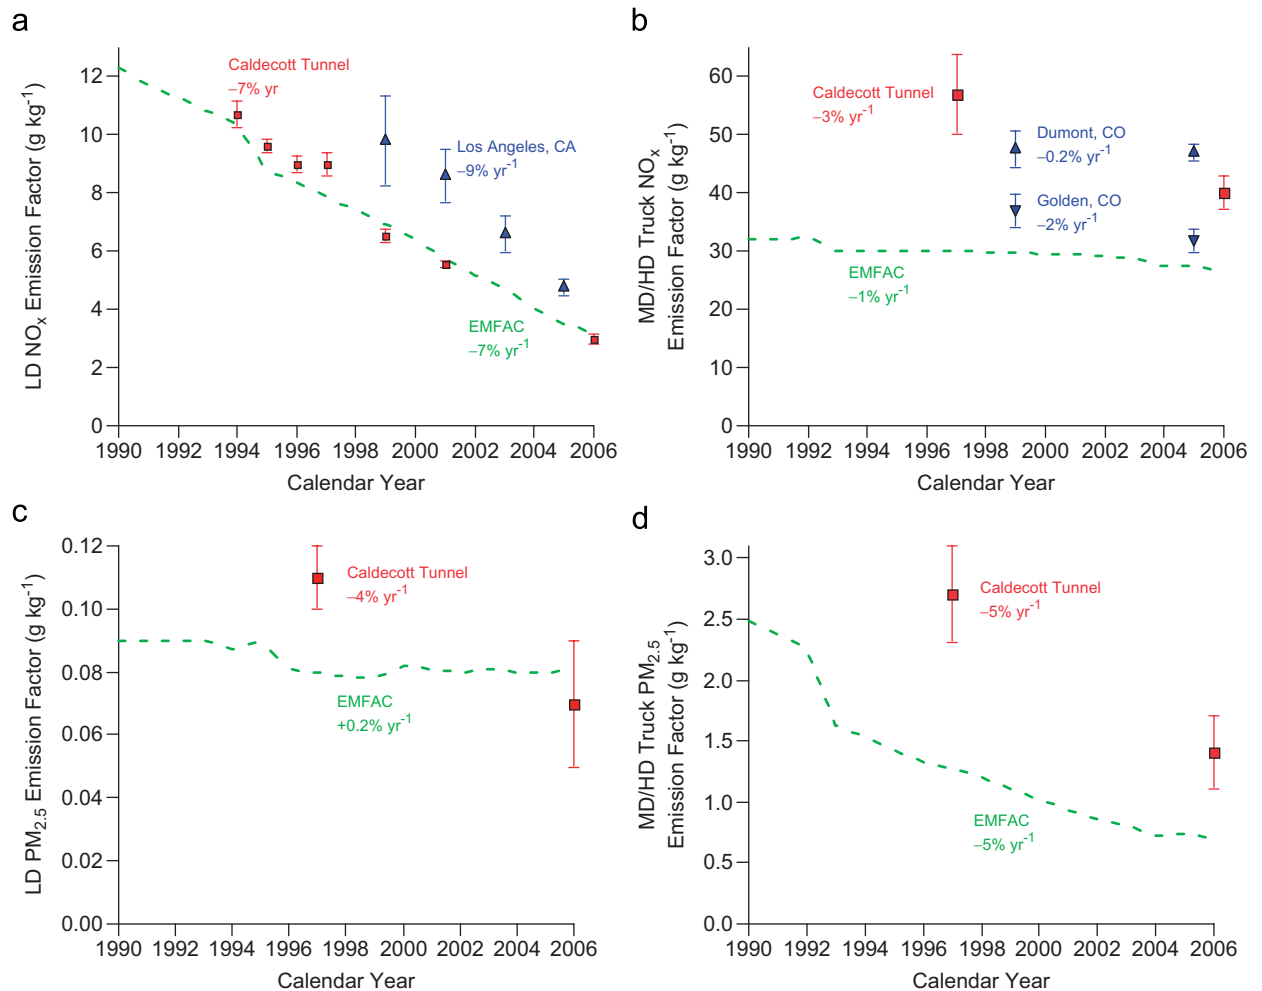 a
LD NOx Emission Factor (g kg-1)
12
10
8
6
4
2
0
Caldecott Tunnel
–7% yr
Los Angeles, CA
–9% yr-1
EMFAC
–7% yr-1
1990 1992 1994 1996 1998 2000 2002 2004 2006
Calendar Year
b
MD/HD Truck NOx
Emission Factor (g kg-1)
60
50
40
30
20
10
0
Caldecott Tunnel
–3% yr-1
Dumont, CO
–0.2% yr-1
Golden, CO
–2% yr-1
EMFAC
–1% yr-1
1990 1992 1994 1996 1998 2000 2002 2004 2006
Calendar Year
c
LD PM2.5 Emission Factor (g kg-1)
0.12
0.10
0.08
0.06
0.04
0.02
0.00
Caldecott Tunnel
–4% yr-1
EMFAC
+0.2% yr-1
1990 1992 1994 1996 1998 2000 2002 2004 2006
Calendar Year
d
MD/HD Truck PM2.5
Emission Factor (g kg-1)
3.0
2.5
2.0
1.5
1.0
0.5
0.0
Caldecott Tunnel
–5% yr-1
EMFAC
–5% yr-1
1990 1992 1994 1996 1998 2000 2002 2004 2006
Calendar Year